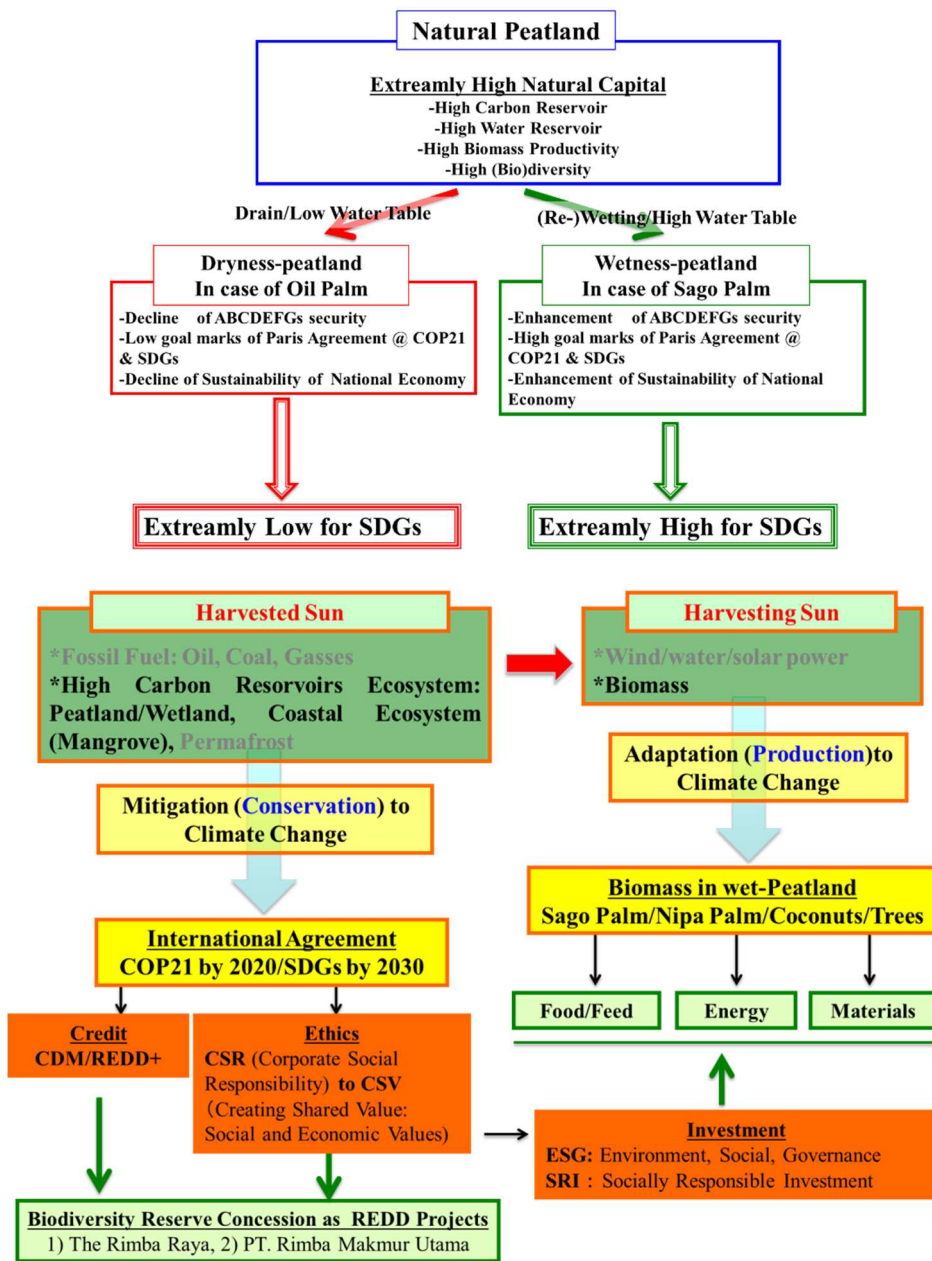 Natural Peatland
Extreamly High Natural Capital
-High Carbon Reservoir
-High Water Reservoir
-High Biomass Productivity
-High (Bio)diversity
Drain/Low Water Table
(Re-)Wetting/High Water Table
Dryness-peatland
In case of Oil Palm
-Decline of ABCDEFGs security
-Low goal marks of Paris Agreement @ COP21
& SDGs
-Decline of Sustainability of National Economy
Wetness-peatland
In case of Sago Palm
-Enhancement of ABCDEFGs security
-High goal marks of Paris Agreement @
COP21 & SDGs
-Enhancement of Sustainability of National
Economy
Extreamly Low for SDGs
Extreamly High for SDGs
Harvested Sun
*Fossil Fuel: Oil, Coal, Gasses
*High Carbon Resorvoirs Ecosystem:
Peatland/Wetland, Coastal Ecosystem
(Mangrove), Permafrost
Harvesting Sun
*Wind/water/solar power
*Biomass
Mitigation (Conservation) to
Climate Change
Adaptation (Production)to
Climate Change
International Agreement
COP21 by 2020/SDGs by 2030
Biomass in wet-Peatland
Sago Palm/Nipa Palm/Coconuts/Trees
Food/Feed
Energy
Materials
Credit
CDM/REDD+
Ethics
CSR (Corporate Social
Responsibility) to CSV
(Creating Shared Value:
Social and Economic Values)
Investment
ESG: Environment, Social, Governance
SRI : Socially Responsible Investment
Biodiversity Reserve Concession as REDD Projects
1) The Rimba Raya, 2) PT. Rimba Makmur Utama